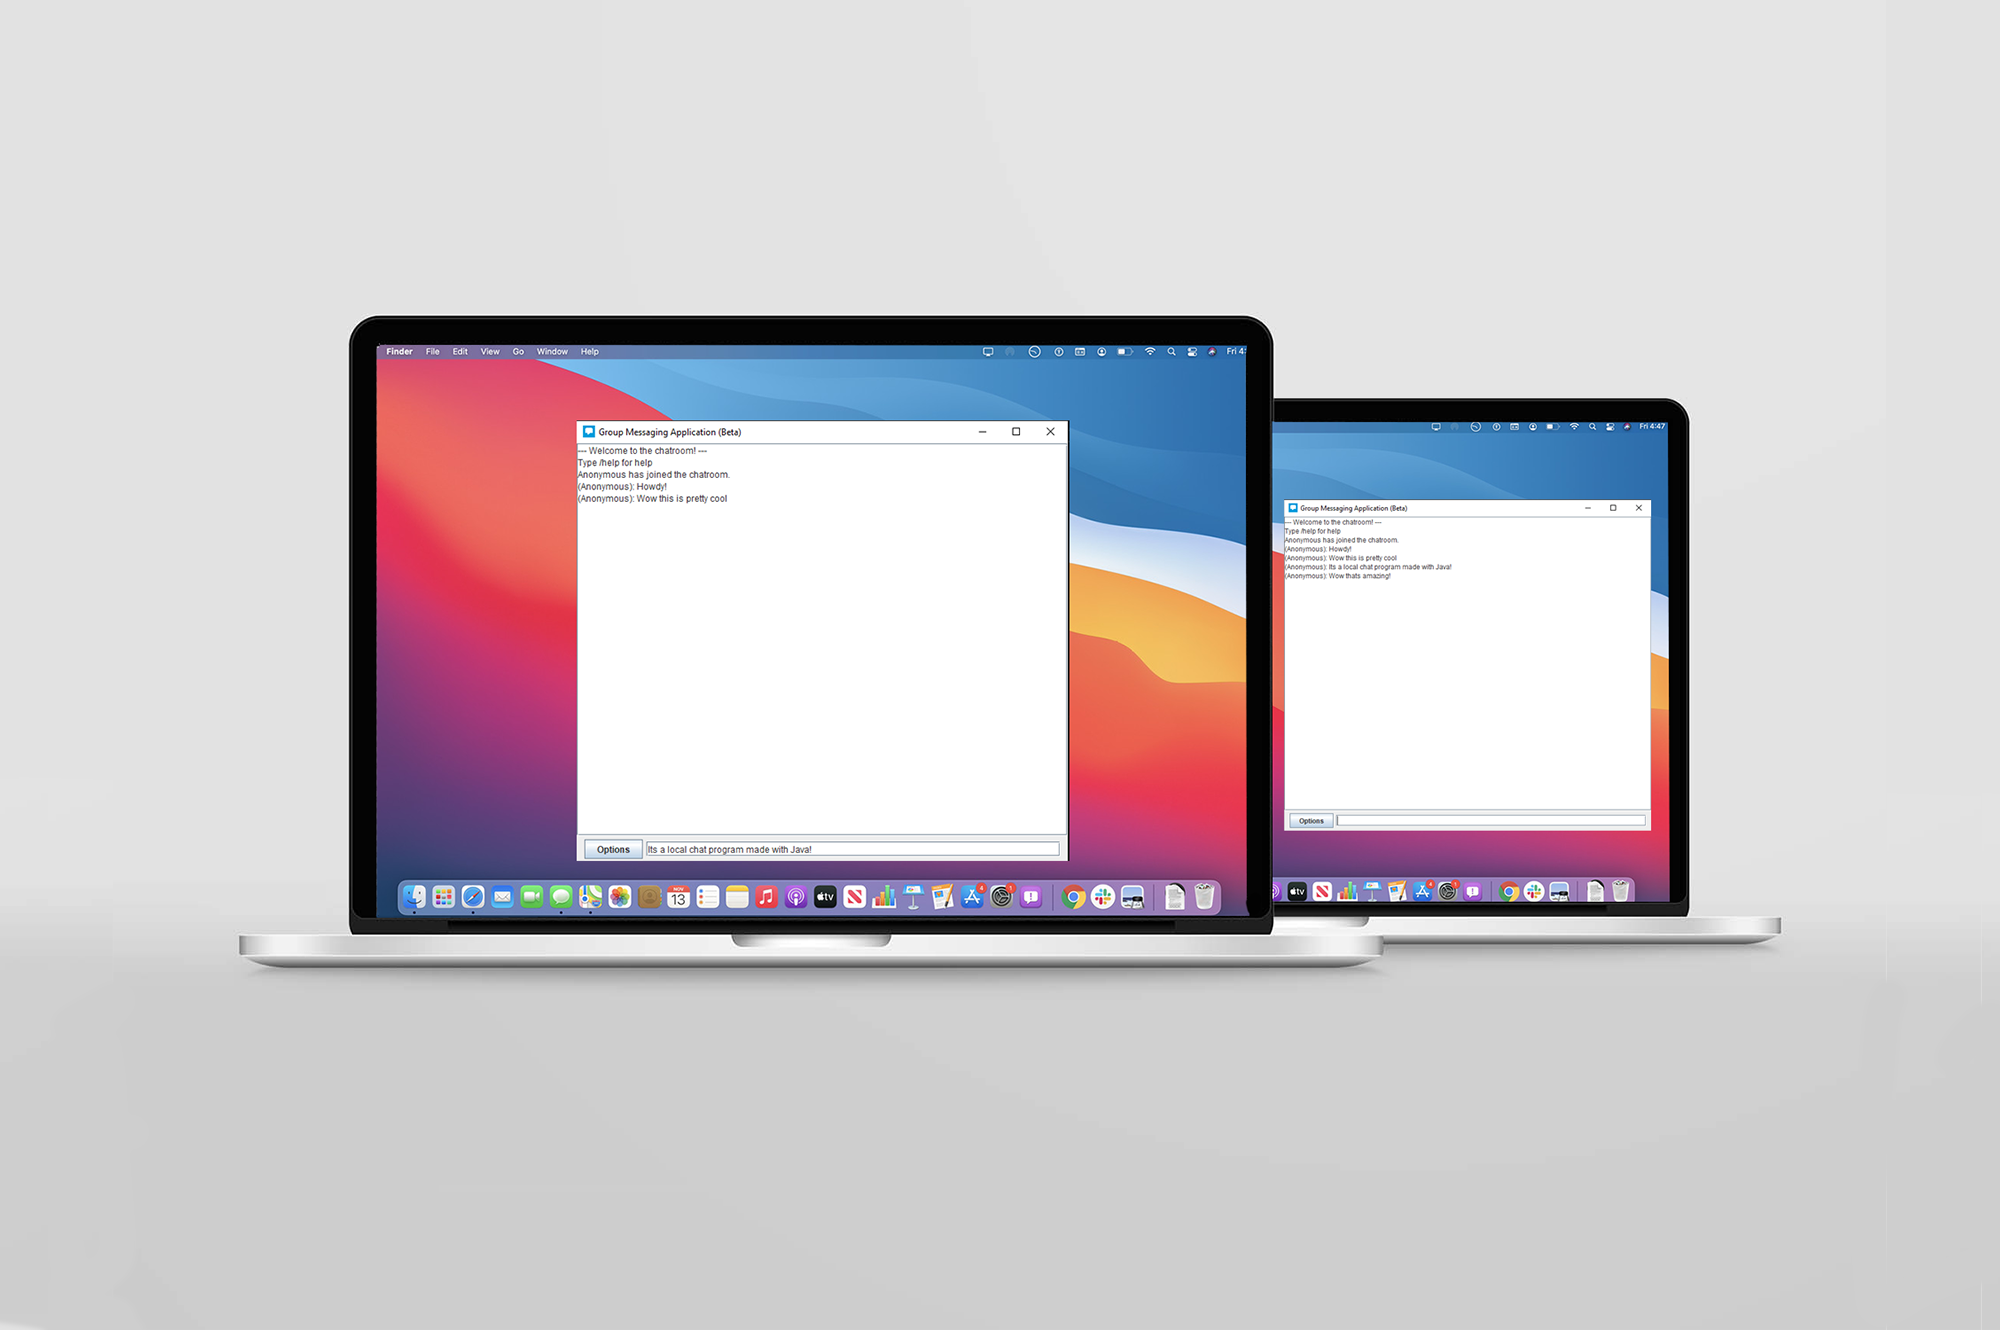 Finder File Edit View Go Window Help
Fri 4:
Group Messaging Application (Beta)
--- Welcome to the chatroom! ---
Type /help for help
Anonymous has joined the chatroom.
(Anonymous): Howdy!
(Anonymous): Wow this is pretty cool
Options
Its a local chat program made with Java!
NOV
13
tv
4
1
Fri 4:47
Group Messaging Application (Beta)
--- Welcome to the chatroom! ---
Type /help for help
Anonymous has joined the chatroom.
(Anonymous): Howdy!
(Anonymous): Wow this is pretty cool
(Anonymous): Its a local chat program made with Java!
(Anonymous): Wow thats amazing!
Options
tv
4
1